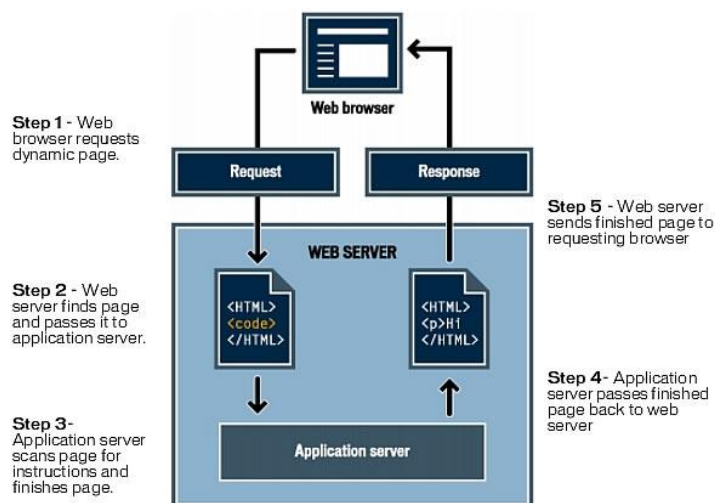 Web browser
Step 1 - Web
browser requests
dynamic page.
Request
Response
Step 5 - Web server
sends finished page to
requesting browser
WEB SERVER
Step 2 - Web
server finds page
and passes it to
application server.
<HTML>
<code>
</HTML>
<HTML>
<p>Hi
</HTML>
Step 3-
Application server
scans page for
instructions and
finishes page.
Application server
Step 4- Application
server passes finished
page back to web
server